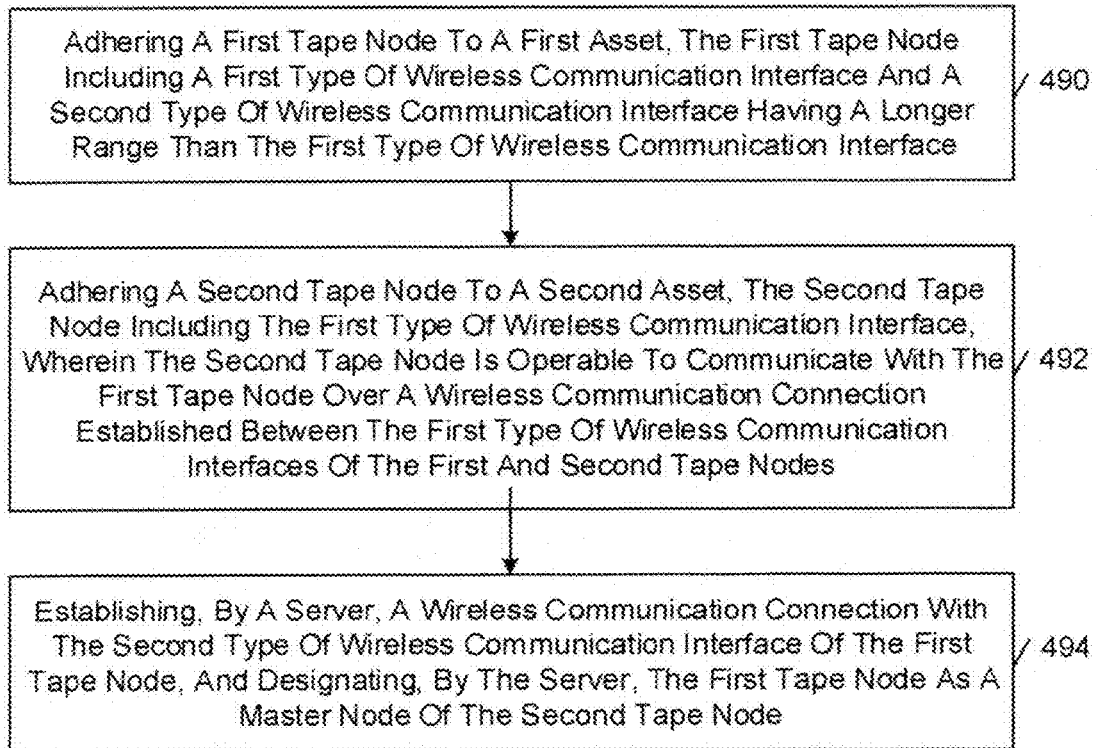 Adhering A First Tape Node To A First Asset, The First Tape Node
Including A First Type Of Wireless Communication Interface And A
Second Type Of Wireless Communication Interface Having A Longer
Range Than The First Type Of Wireless Communication Interface
490
Adhering A Second Tape Node To A Second Asset, The Second Tape
Node Including The First Type Of Wireless Communication Interface,
Wherein The Second Tape Node Is Operable To Communicate With The
First Tape Node Over A Wireless Communication Connection
Established Between The First Type Of Wireless Communication
Interfaces Of The First And Second Tape Nodes
492
Establishing, By A Server, A Wireless Communication Connection With
The Second Type Of Wireless Communication Interface Of The First
Tape Node, And Designating, By The Server, The First Tape Node As A
Master Node Of The Second Tape Node
494